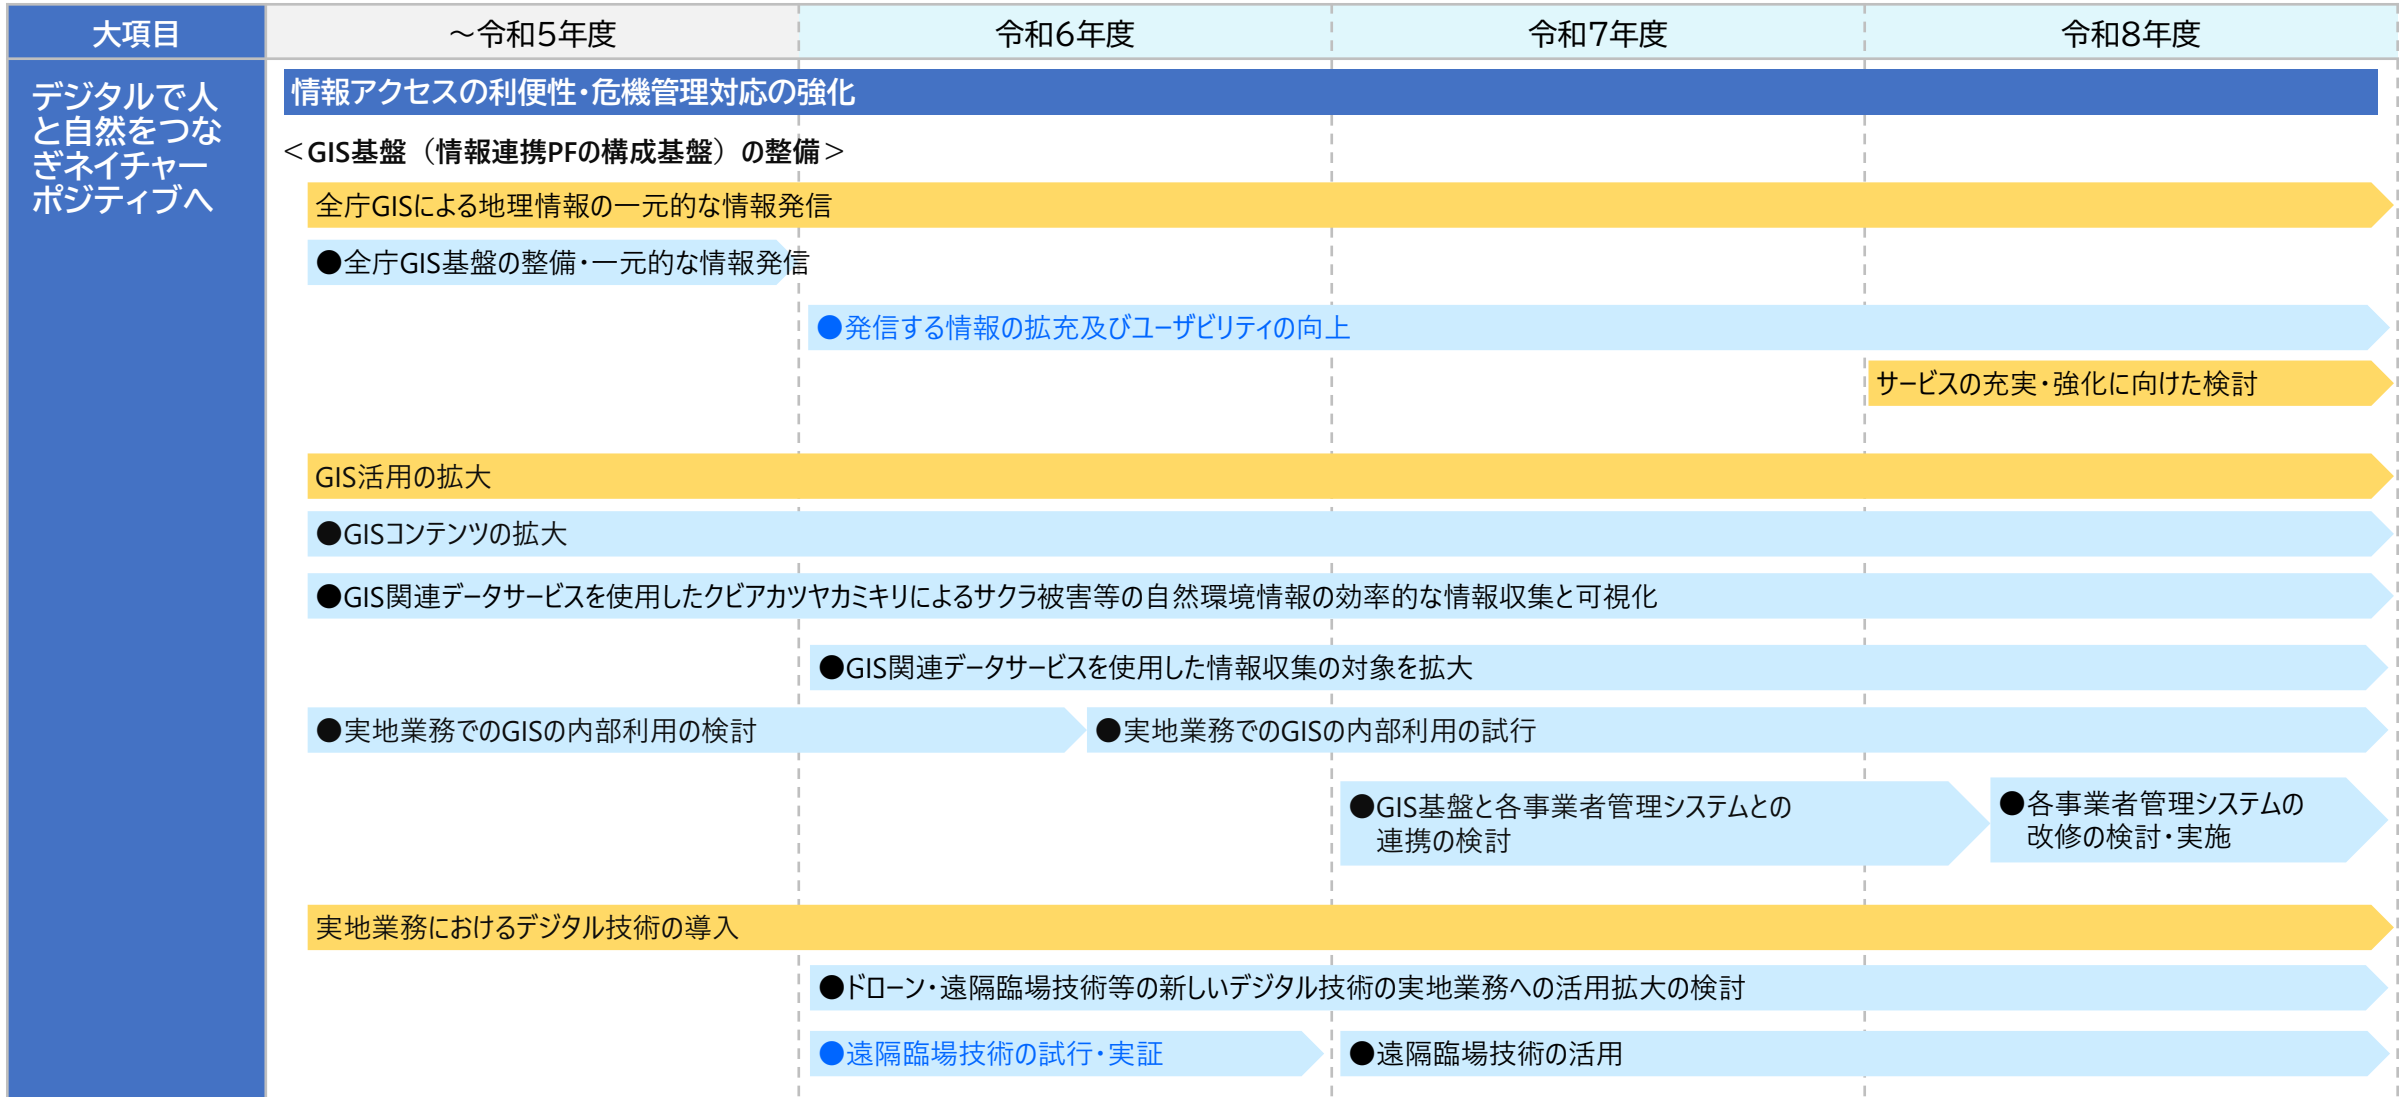 大項目
～令和5年度
令和6年度
令和7年度
令和8年度
デジタルで人
と自然をつな
ぎネイチャー
ポジティブへ
情報アクセスの利便性・危機管理対応の強化
＜GIS基盤（情報連携PFの構成基盤）の整備＞
全庁GISによる地理情報の一元的な情報発信
●全庁GIS基盤の整備・一元的な情報発信
●発信する情報の拡充及びユーザビリティの向上
サービスの充実・強化に向けた検討
GIS活用の拡大
●GISコンテンツの拡大
●GIS関連データサービスを使用したクビアカツヤカミキリによるサクラ被害等の自然環境情報の効率的な情報収集と可視化
●GIS関連データサービスを使用した情報収集の対象を拡大
●実地業務でのGISの内部利用の検討
●実地業務でのGISの内部利用の試行
●GIS基盤と各事業者管理システムとの
連携の検討
●各事業者管理システムの
改修の検討・実施
実地業務におけるデジタル技術の導入
●ドローン・遠隔臨場技術等の新しいデジタル技術の実地業務への活用拡大の検討
●遠隔臨場技術の試行・実証
●遠隔臨場技術の活用